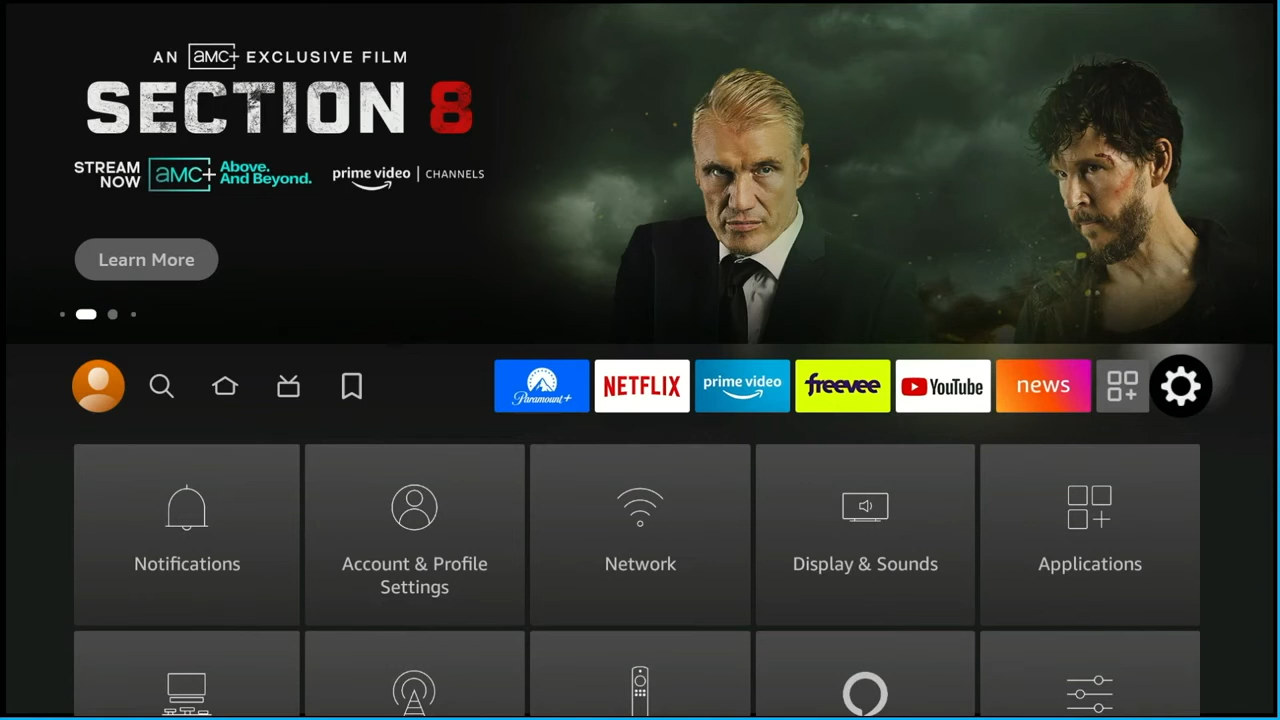 AN aMC+ EXCLUSIVE FILM
SECTION 8
STREAM NOW
aMC+
Above. And Beyond.
prime video | CHANNELS
Learn More
Paramount+
NETFLIX
prime video
freevee
YouTube
news
Notifications
Account & Profile
Settings
Network
Display & Sounds
Applications